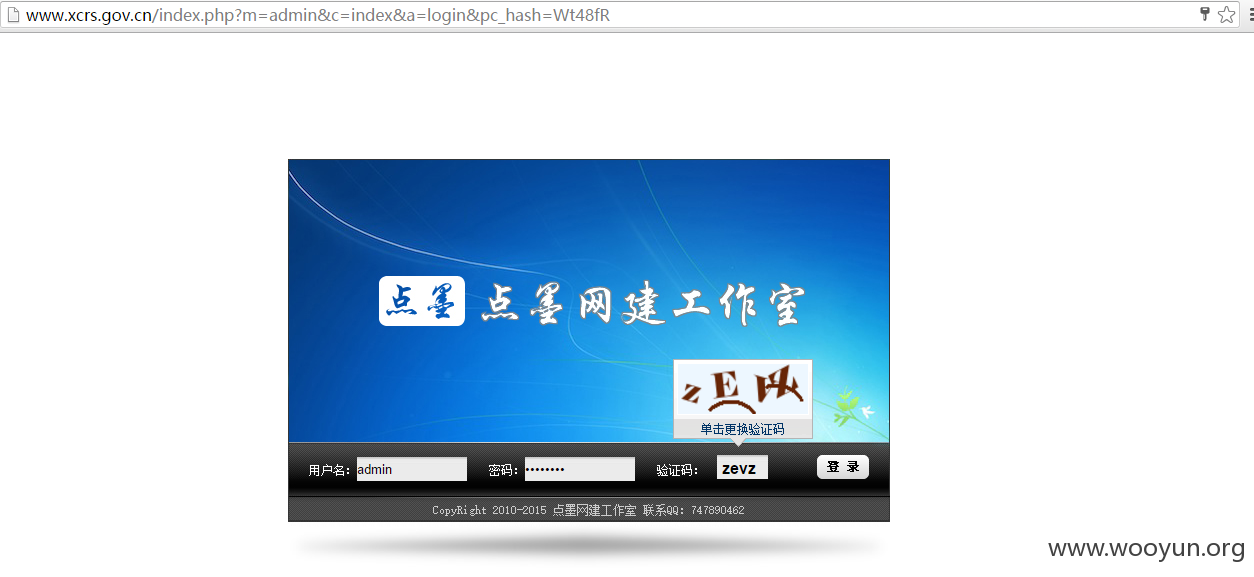 www.xcrs.gov.cn/index.php?m=admin&c=index&a=login&pc_hash=Wt48fR
点墨 点墨网建工作室
单击更换验证码
用户名: admin 密码: •••••••• 验证码: zevz 登 录
CopyRight 2010-2015 点墨网建工作室 联系QQ: 747890462
www.wooyun.org